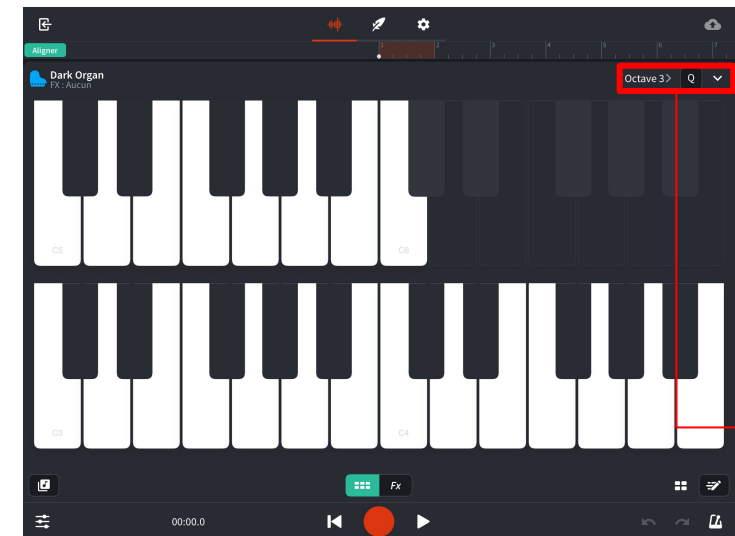 Aligner
1 2 3 4 5 6 7
Dark Organ
FX : Aucun
Octave 3 Q
C5 C6
C3 C4
Fx
00:00.0